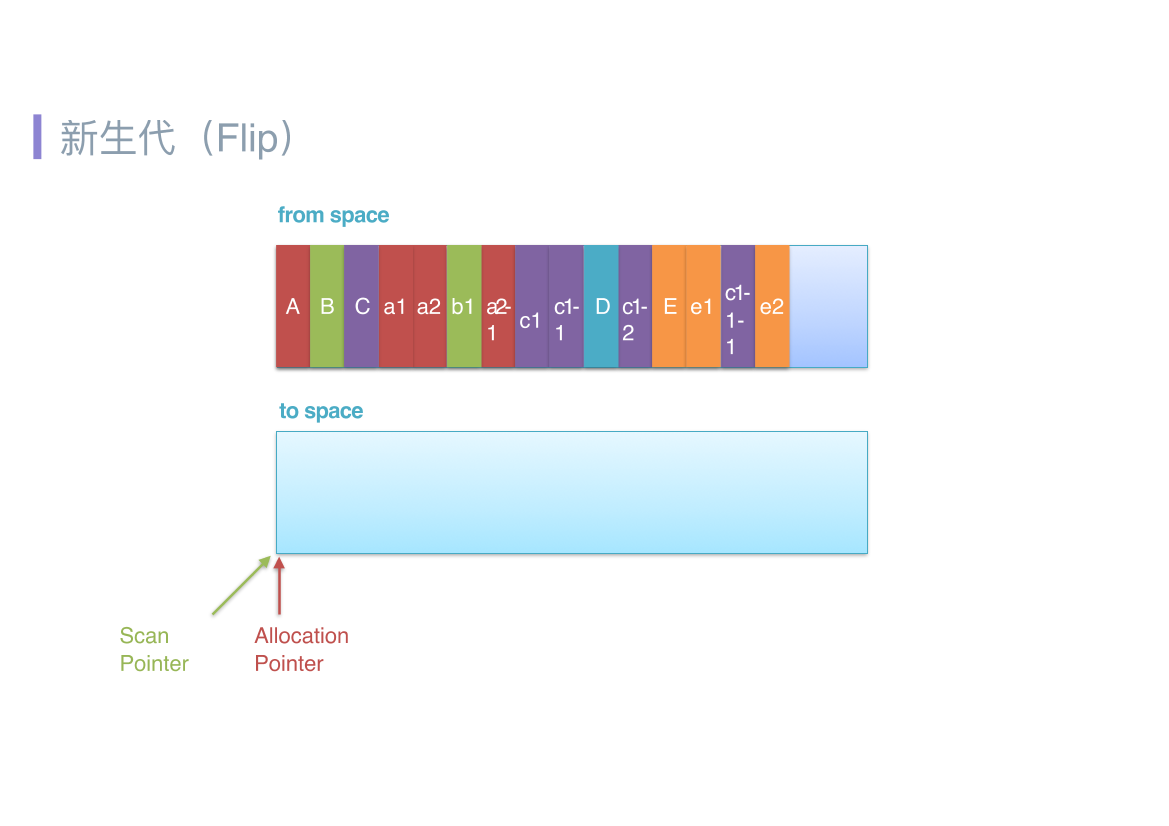 新生代（Flip）
from space
A B C a1 a2 b1 a2-1 c1 c1-1 D c1-2 E e1 c1-1-1 e2
to space
Scan Pointer
Allocation Pointer